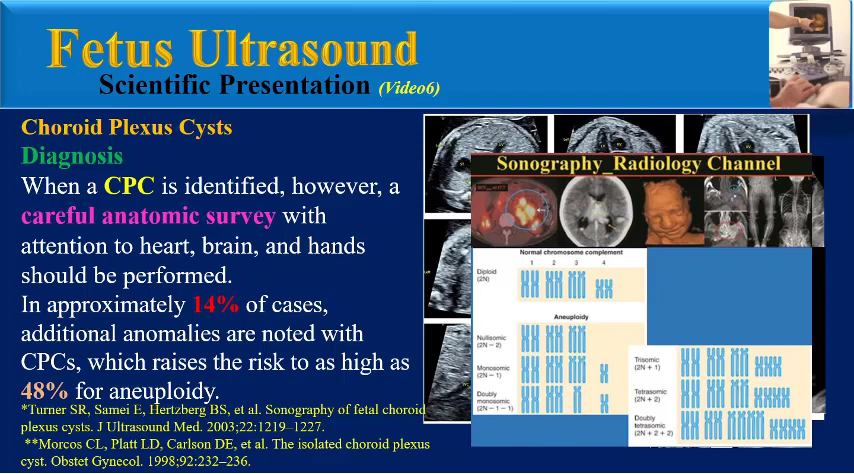 Fetus Ultrasound
Scientific Presentation (Video6)
Choroid Plexus Cysts
Diagnosis
When a CPC is identified, however, a
careful anatomic survey with
attention to heart, brain, and hands
should be performed.
In approximately 14% of cases,
additional anomalies are noted with
CPCs, which raises the risk to as high as
48% for aneuploidy.
*Turner SR, Samei E, Hertzberg BS, et al. Sonography of fetal choroid
plexus cysts. J Ultrasound Med. 2003;22:1219–1227.
**Morcos CL, Platt LD, Carlson DE, et al. The isolated choroid plexus
cyst. Obstet Gynecol. 1998;92:232–236.
Sonography_Radiology Channel
Normal chromosome complement
1 2 3 4
Diploid
(2N)
Aneuploidy
Nullisomic
(2N − 2)
Monosomic
(2N − 1)
Doubly
monosomic
(2N − 1 − 1)
Trisomic
(2N + 1)
Tetrasomic
(2N + 2)
Doubly
tetrasomic
(2N + 2 + 2)